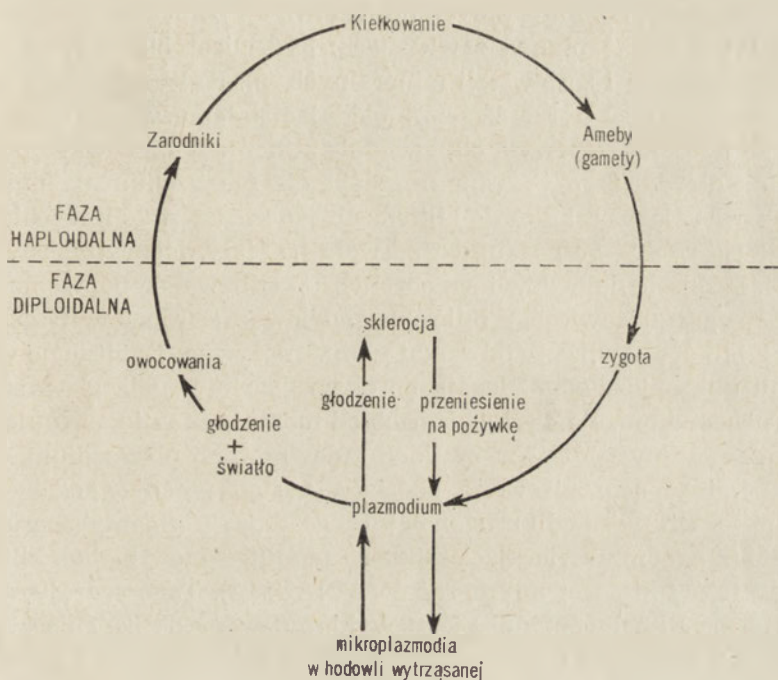 Kiełkowanie
Zarodniki
Ameby
(gamety)
FAZA
HAPLOIDALNA
FAZA
DIPLOIDALNA
sklerocja
owocowania
zygota
głodzenie
przeniesienie
na pożywkę
głodzenie
+
światło
plazmodium
mikroplazmodia
w hodowli wytrząsanej